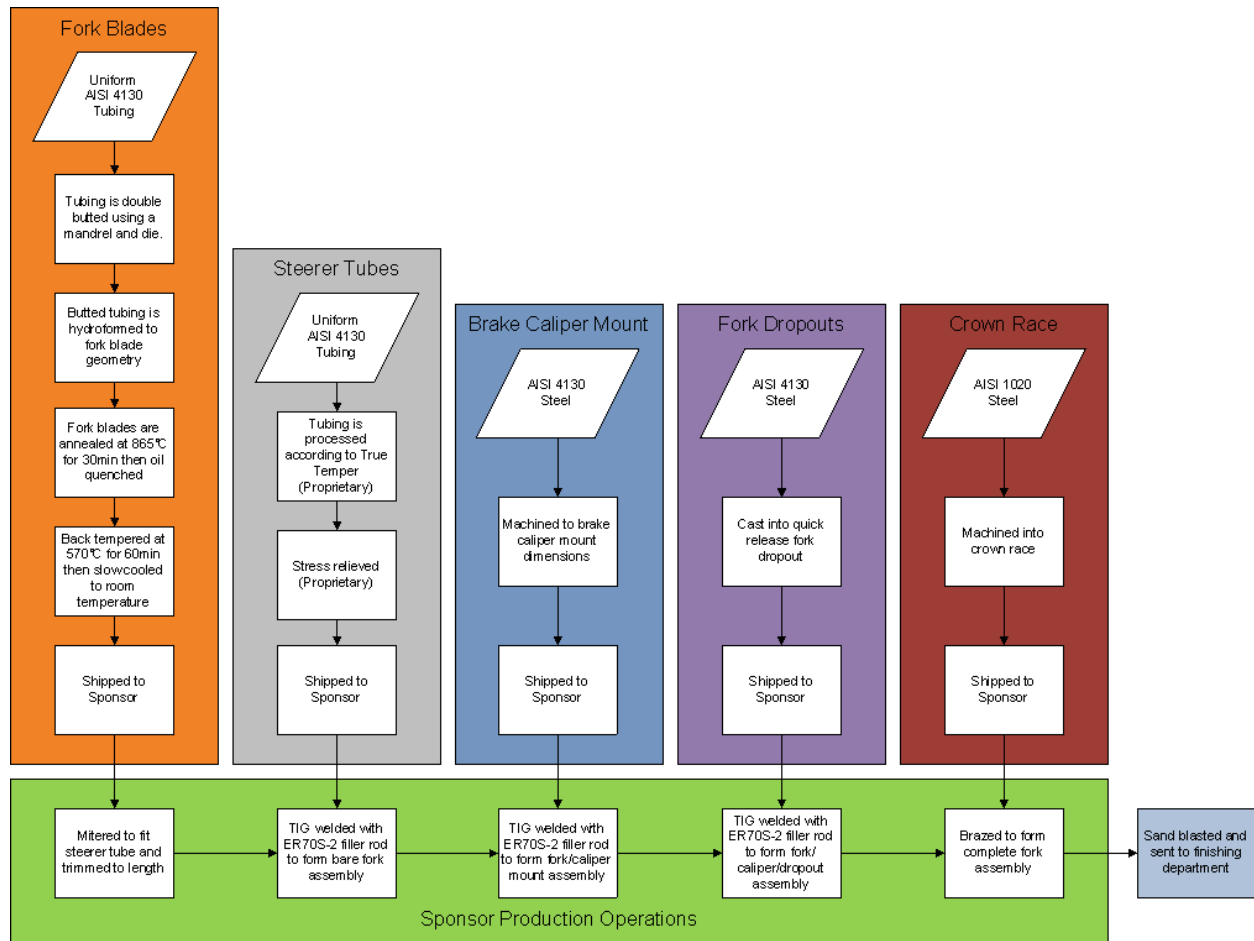 Fork Blades
Uniform
AISI 4130
Tubing
Tubing is double
butted using a
mandrel and die.
Butted tubing is
hydroformed to
fork blade
geometry
Fork blades are
annealed at 865°C
for 30min then oil
quenched
Back tempered at
570°C for 60min
then slowcooled
to room
temperature
Shipped to
Sponsor
Steerer Tubes
Uniform
AISI 4130
Tubing
Tubing is
processed
according to True
Temper
(Proprietary)
Stress relieved
(Proprietary)
Shipped to
Sponsor
Brake Caliper Mount
AISI 4130
Steel
Machined to brake
caliper mount
dimensions
Shipped to
Sponsor
Fork Dropouts
AISI 4130
Steel
Cast into quick
release fork
dropout
Shipped to
Sponsor
Crown Race
AISI 1020
Steel
Machined into
crown race
Shipped to
Sponsor
Mitered to fit
steerer tube and
trimmed to length
TIG welded with
ER70S-2 filler rod
to form bare fork
assembly
TIG welded with
ER70S-2 filler rod
to form fork/caliper
mount assembly
TIG welded with
ER70S-2 filler rod
to form fork/
caliper/dropout
assembly
Brazed to form
complete fork
assembly
Sand blasted and
sent to finishing
department
Sponsor Production Operations